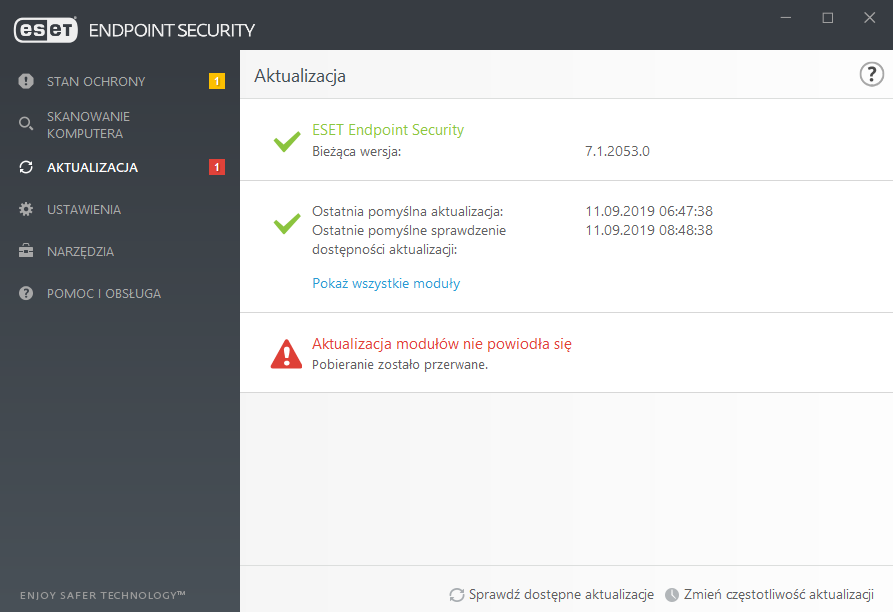 eseT ENDPOINT SECURITY
STAN OCHRONY 1
SKANOWANIE
KOMPUTERA
AKTUALIZACJA 1
USTAWIENIA
NARZĘDZIA
POMOC I OBSŁUGA
ENJOY SAFER TECHNOLOGY™
Aktualizacja ?
ESET Endpoint Security
Bieżąca wersja: 7.1.2053.0
Ostatnia pomyślna aktualizacja: 11.09.2019 06:47:38
Ostatnie pomyślne sprawdzenie 11.09.2019 08:48:38
dostępności aktualizacji:
Pokaż wszystkie moduły
Aktualizacja modułów nie powiodła się
Pobieranie zostało przerwane.
Sprawdź dostępne aktualizacje Zmień częstotliwość aktualizacji